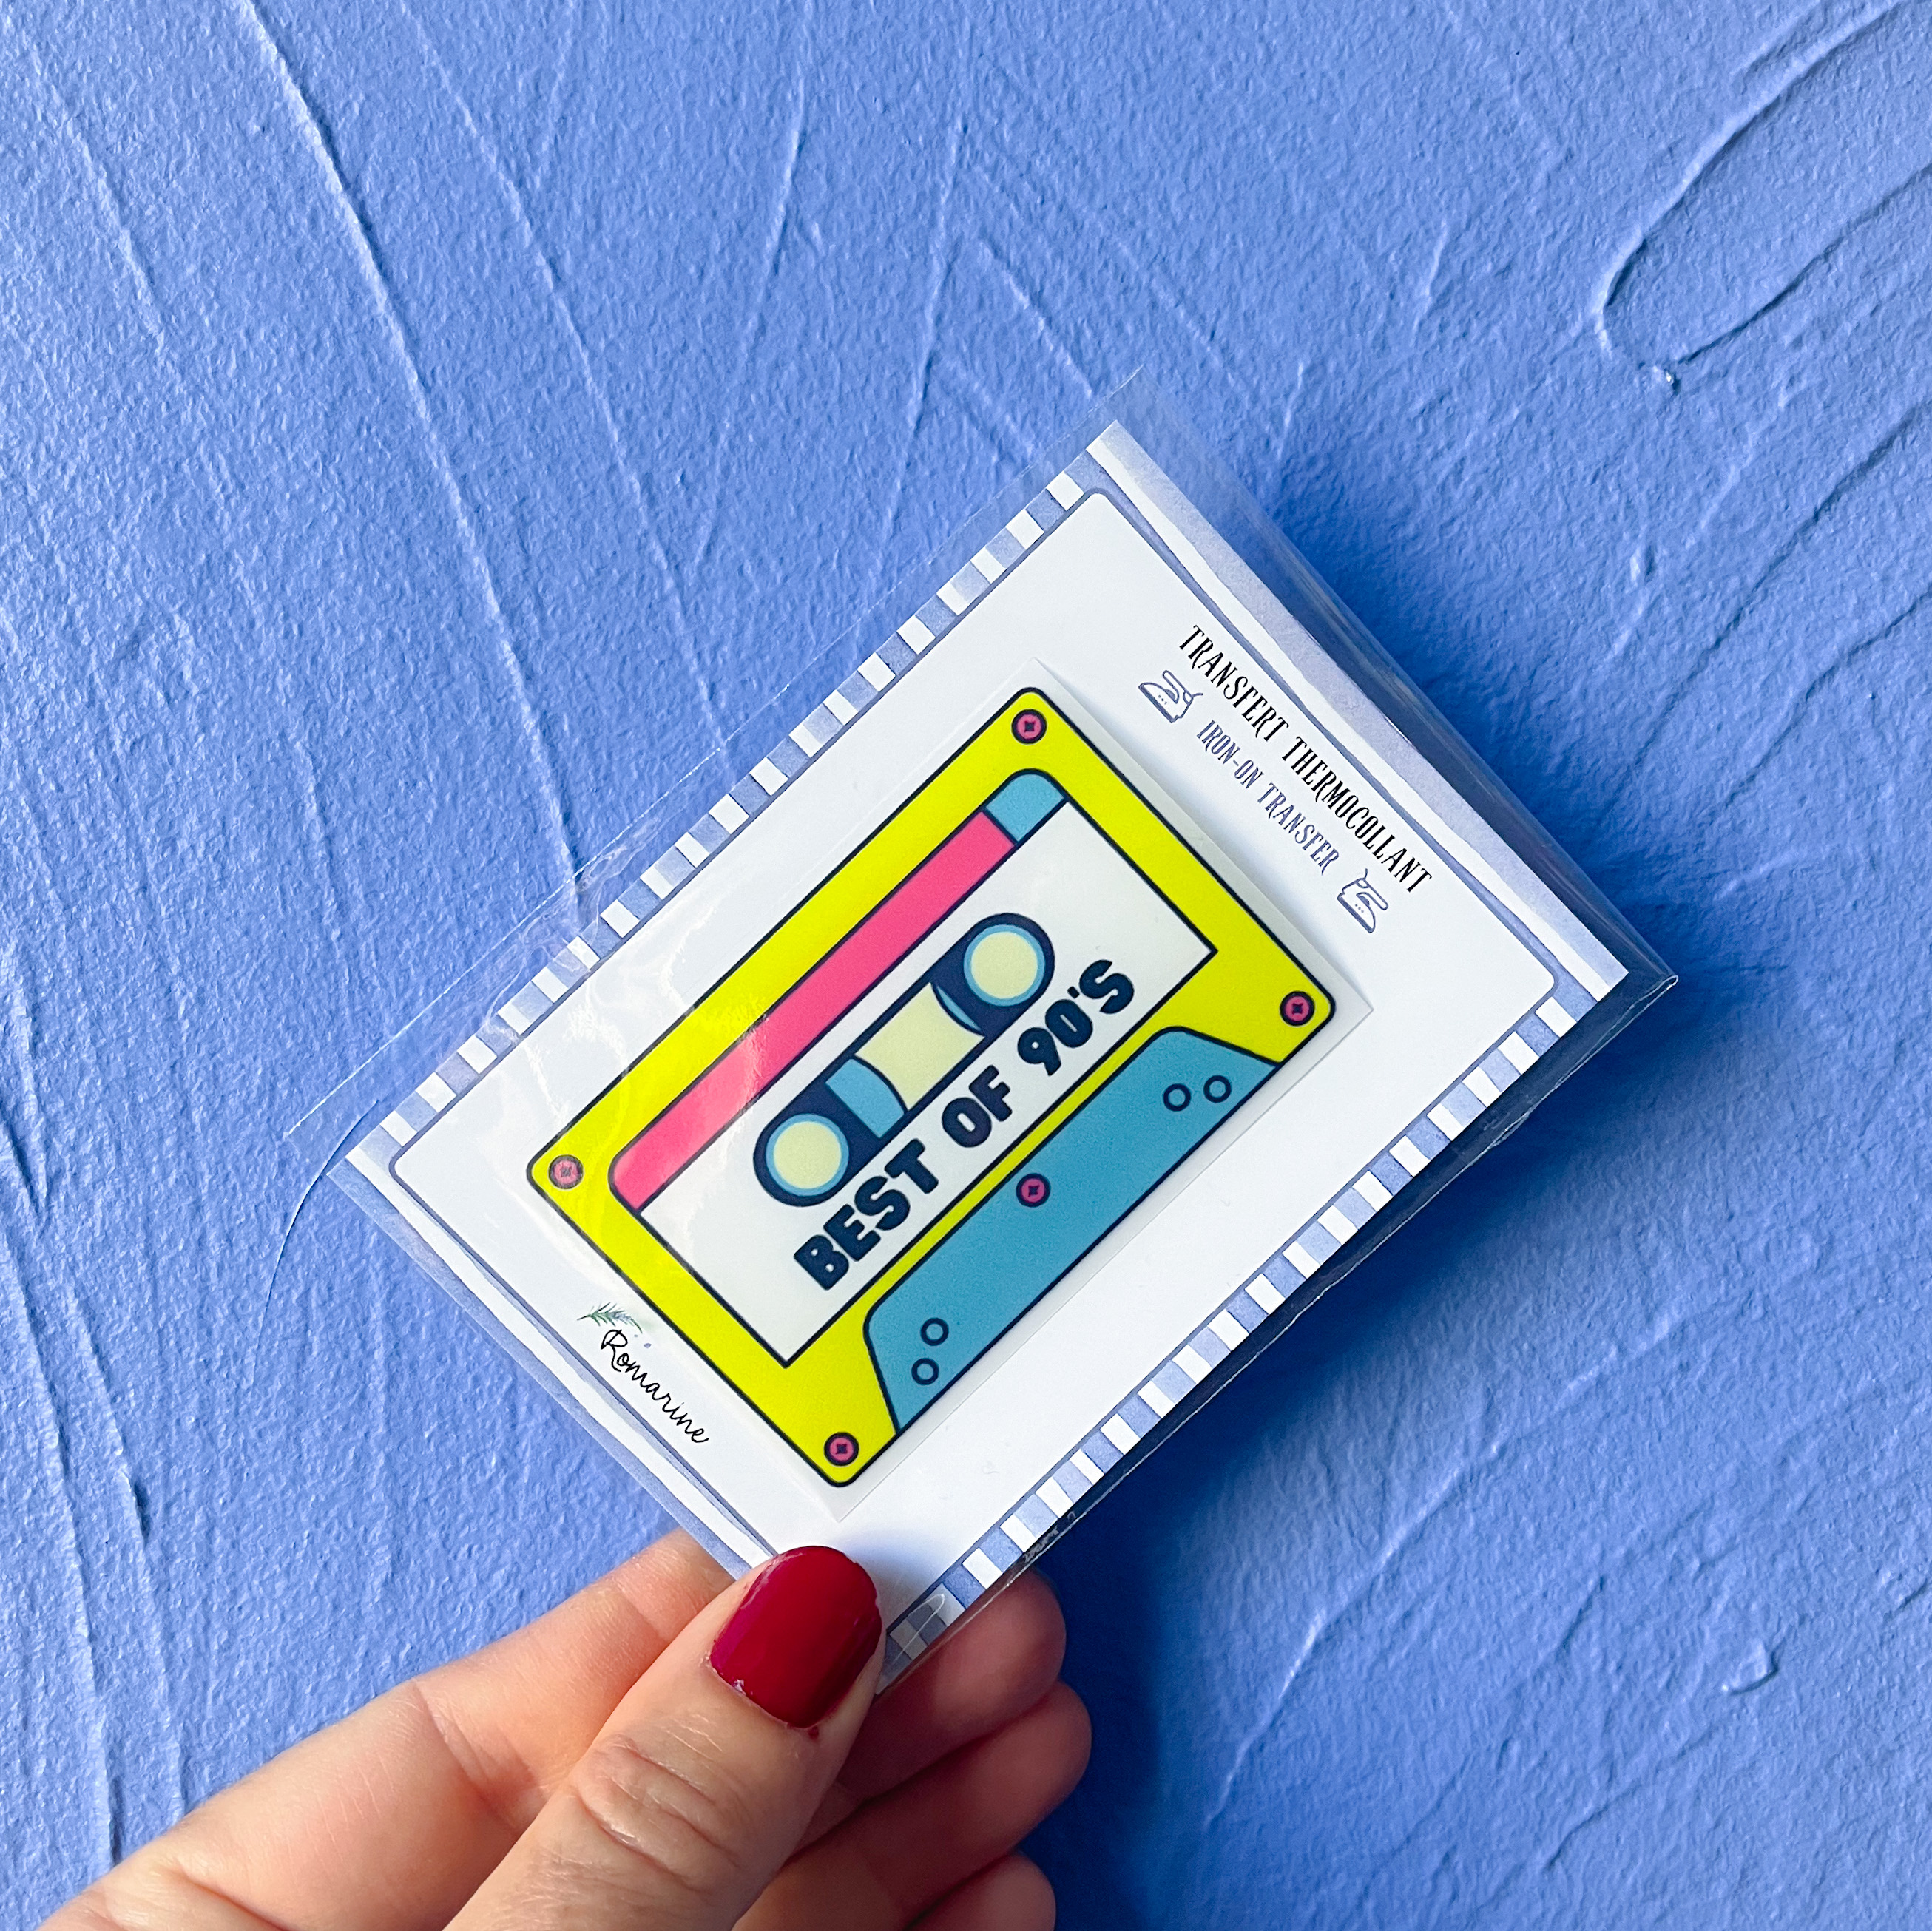 TRANSFERT THERMOCOLLANT
IRON-ON TRANSFER
BEST OF 90'S
Romarine